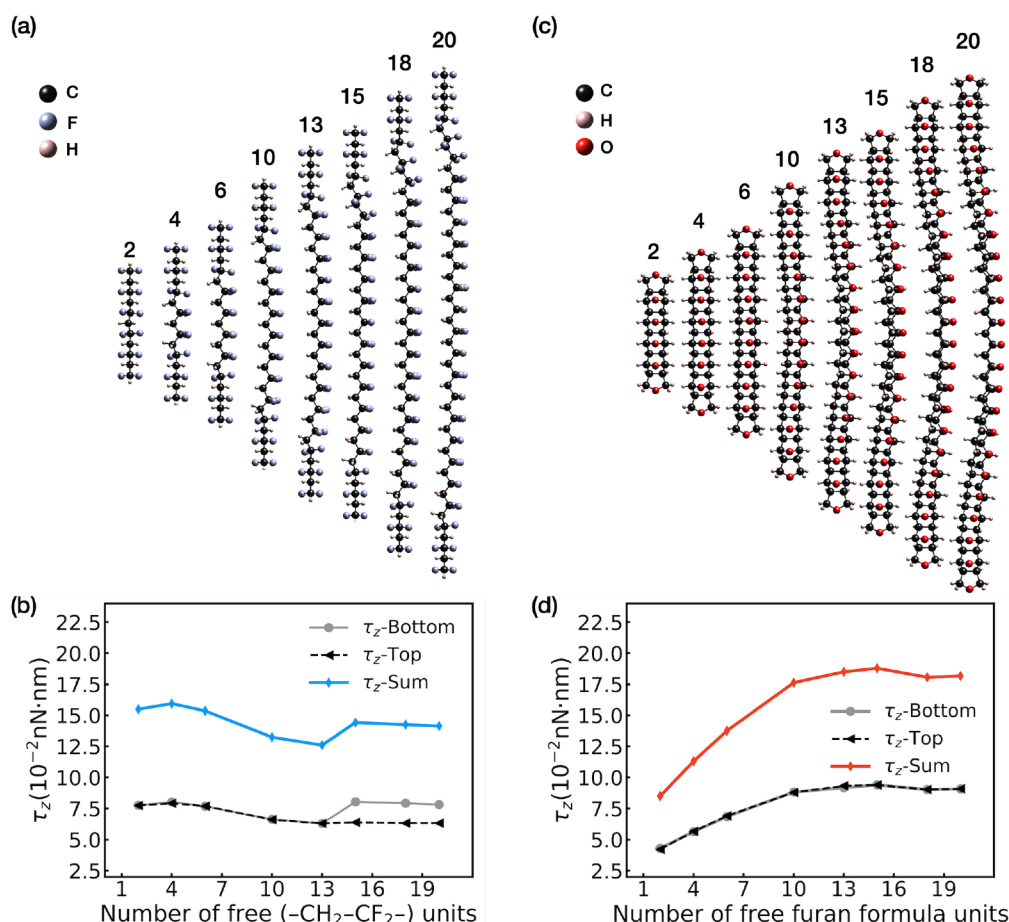 (a)
C
F
H
2
4
6
10
13
15
18
20
(c)
C
H
O
2
4
6
10
13
15
18
20
(b)
22.5
20.0
17.5
15.0
12.5
10.0
7.5
5.0
2.5
τz(10⁻²nN·nm)
τz-Bottom
τz-Top
τz-Sum
1 4 7 10 13 16 19
Number of free (–CH₂–CF₂–) units
(d)
22.5
20.0
17.5
15.0
12.5
10.0
7.5
5.0
2.5
τz(10⁻²nN·nm)
τz-Bottom
τz-Top
τz-Sum
1 4 7 10 13 16 19
Number of free furan formula units